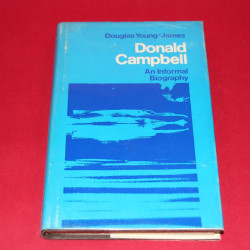 Douglas Young-James
Donald
Campbell
An Informal
Biography